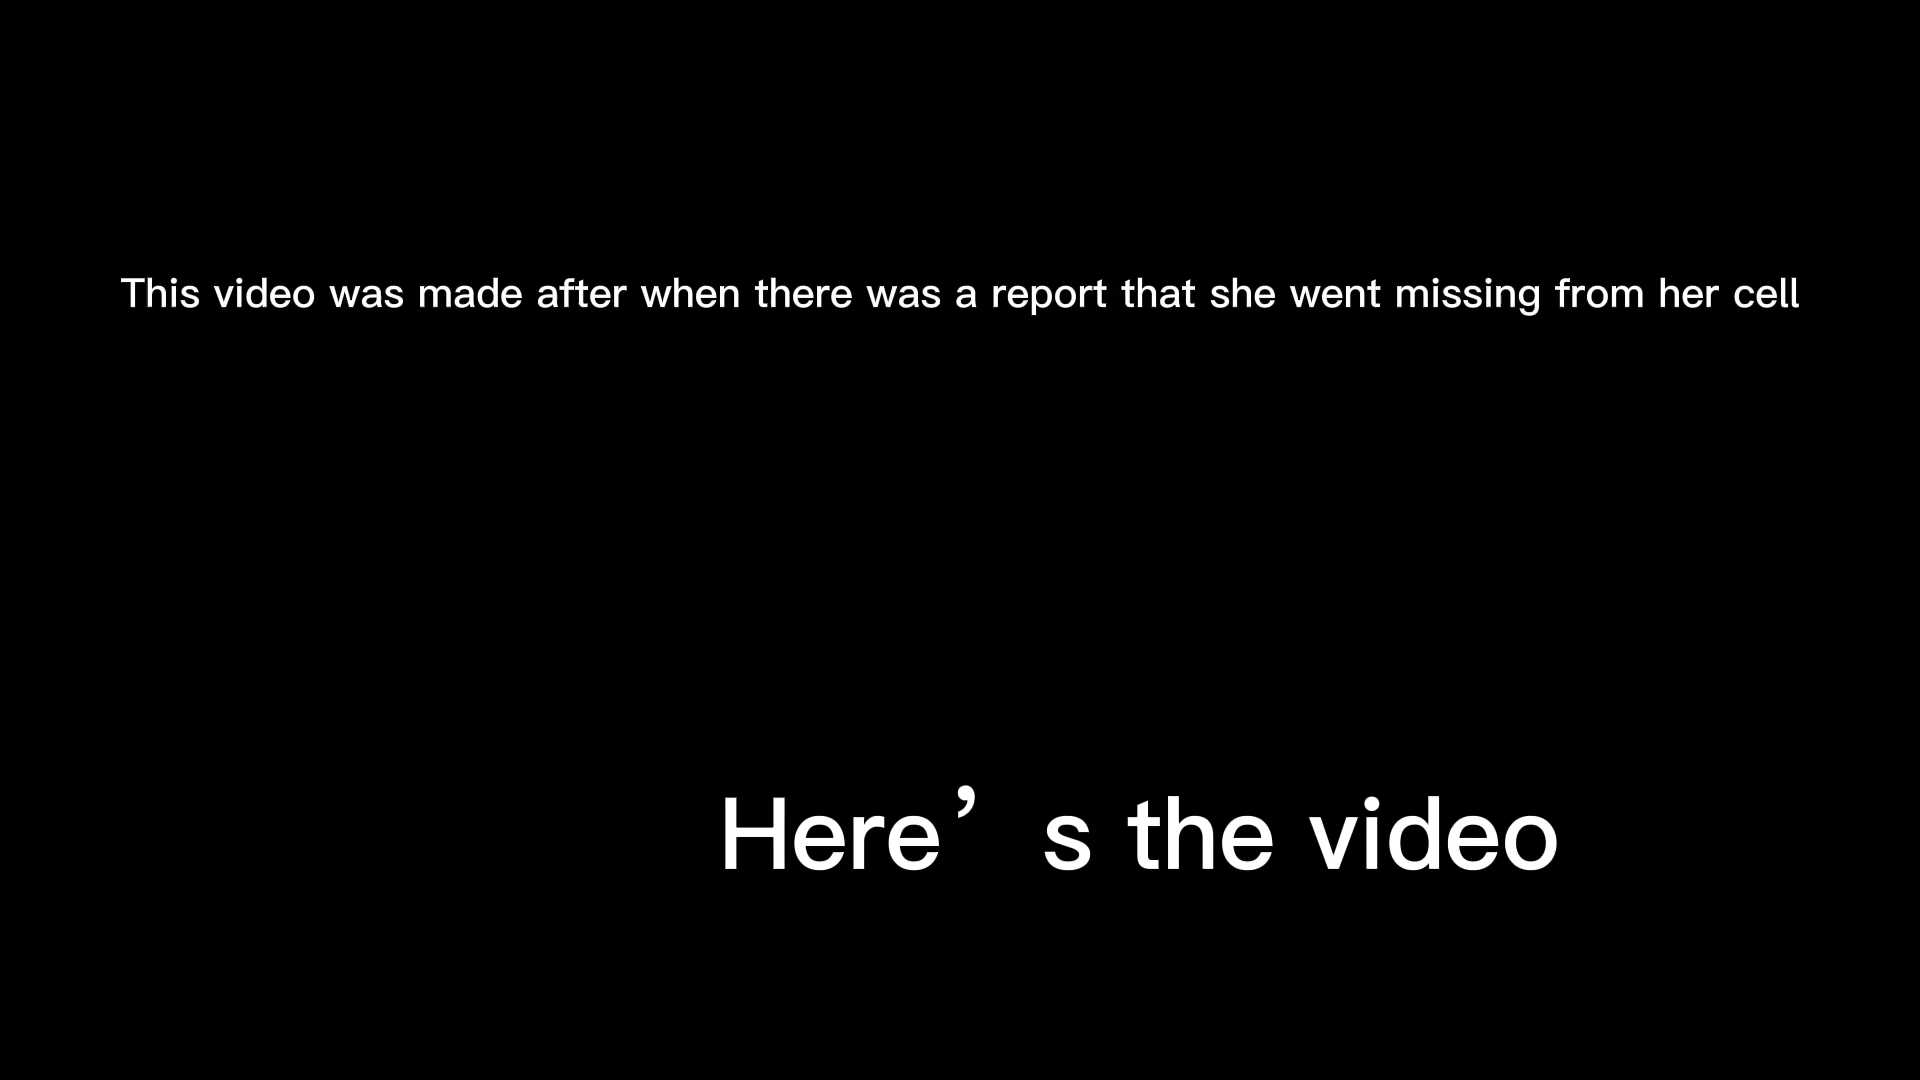 This video was made after when there was a report that she went missing from her cell
Here’s the video